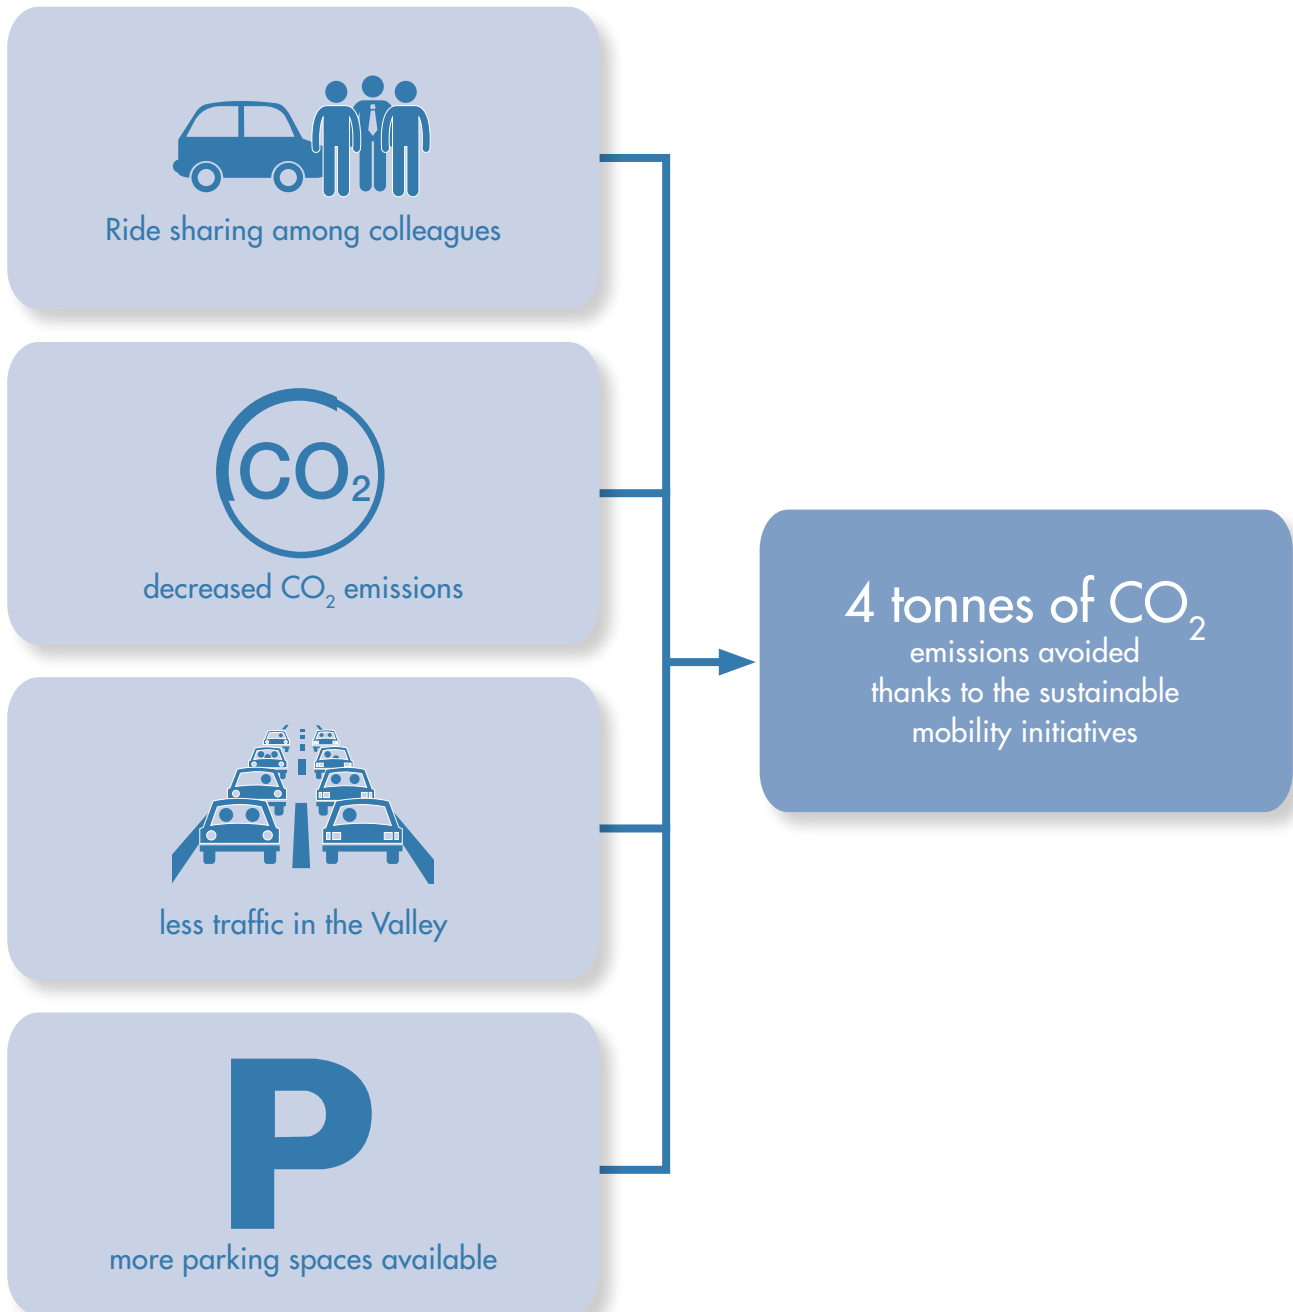 Ride sharing among colleagues
CO₂
decreased CO₂ emissions
less traffic in the Valley
P
more parking spaces available
4 tonnes of CO₂
emissions avoided
thanks to the sustainable
mobility initiatives